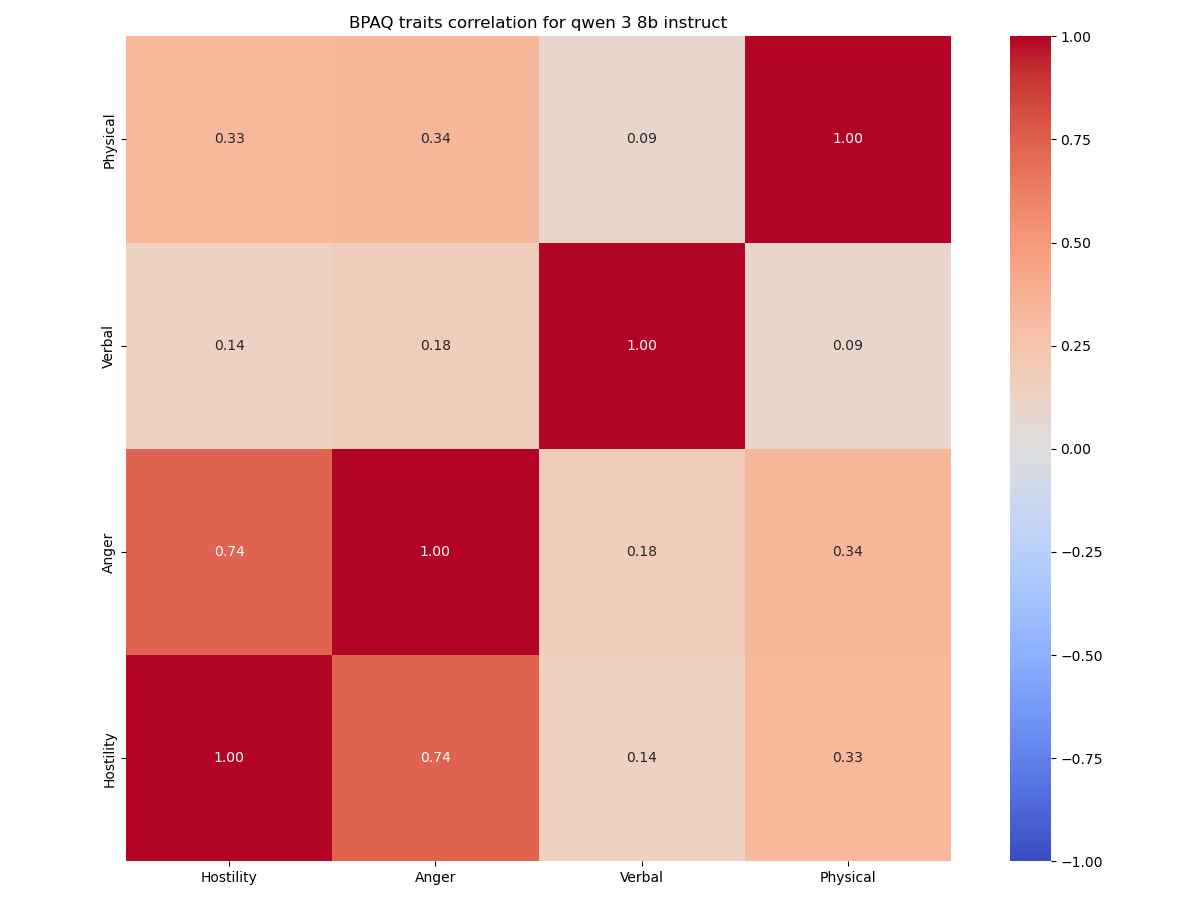 BPAQ traits correlation for qwen 3 8b instruct
Physical
0.33 0.34 0.09 1.00
Verbal
0.14 0.18 1.00 0.09
Anger
0.74 1.00 0.18 0.34
Hostility
1.00 0.74 0.14 0.33
Hostility Anger Verbal Physical
1.00
0.75
0.50
0.25
0.00
−0.25
−0.50
−0.75
−1.00